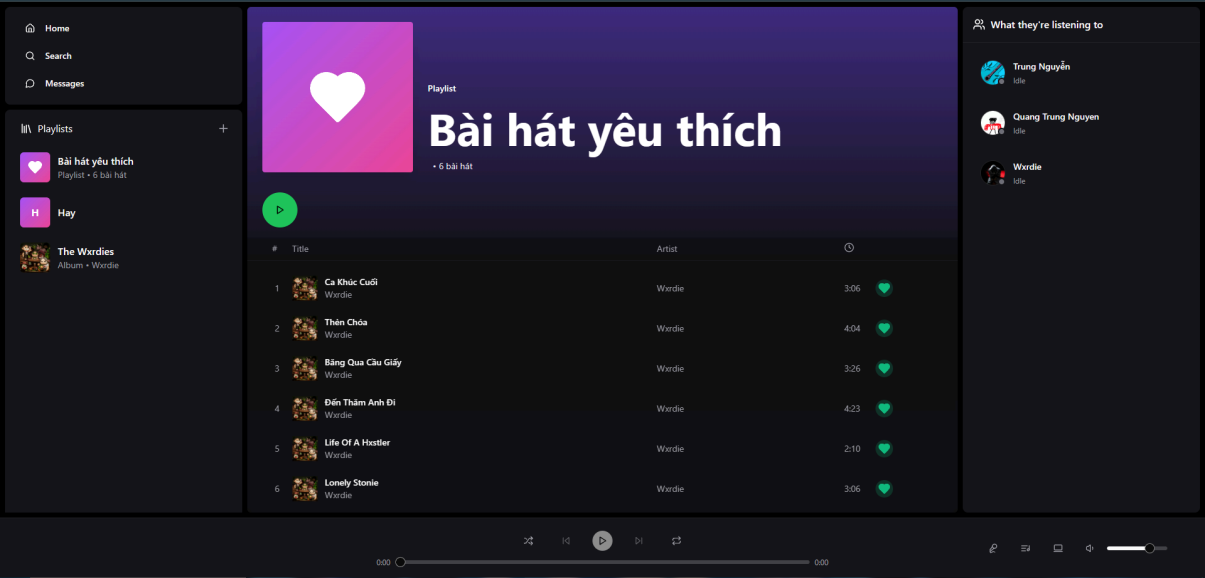 Home
Search
Messages
Playlists
Bài hát yêu thích
Playlist • 6 bài hát
H
Hay
The Wxrdies
Album • Wxrdie
Playlist
Bài hát yêu thích
• 6 bài hát
# Title Artist
1 Ca Khúc Cuối Wxrdie 3:06
Wxrdie
2 Thèn Chóa Wxrdie 4:04
Wxrdie
3 Băng Qua Cầu Giấy Wxrdie 3:26
Wxrdie
4 Đến Thăm Anh Đi Wxrdie 4:23
Wxrdie
5 Life Of A Hxstler Wxrdie 2:10
Wxrdie
6 Lonely Stonie Wxrdie 3:06
Wxrdie
What they're listening to
Trung Nguyễn
Idle
Quang Trung Nguyen
Idle
Wxrdie
Idle
0:00 0:00